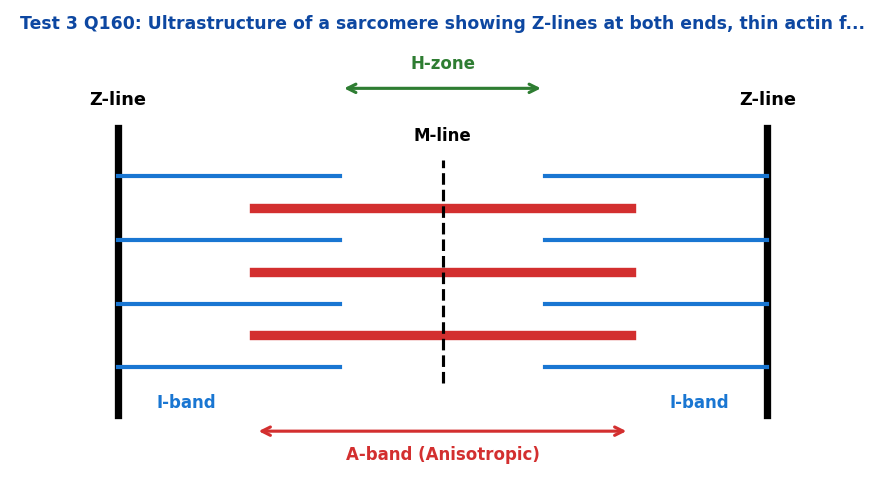 Test 3 Q160: Ultrastructure of a sarcomere showing Z-lines at both ends, thin actin f...
H-zone
Z-line
Z-line
M-line
I-band
I-band
A-band (Anisotropic)